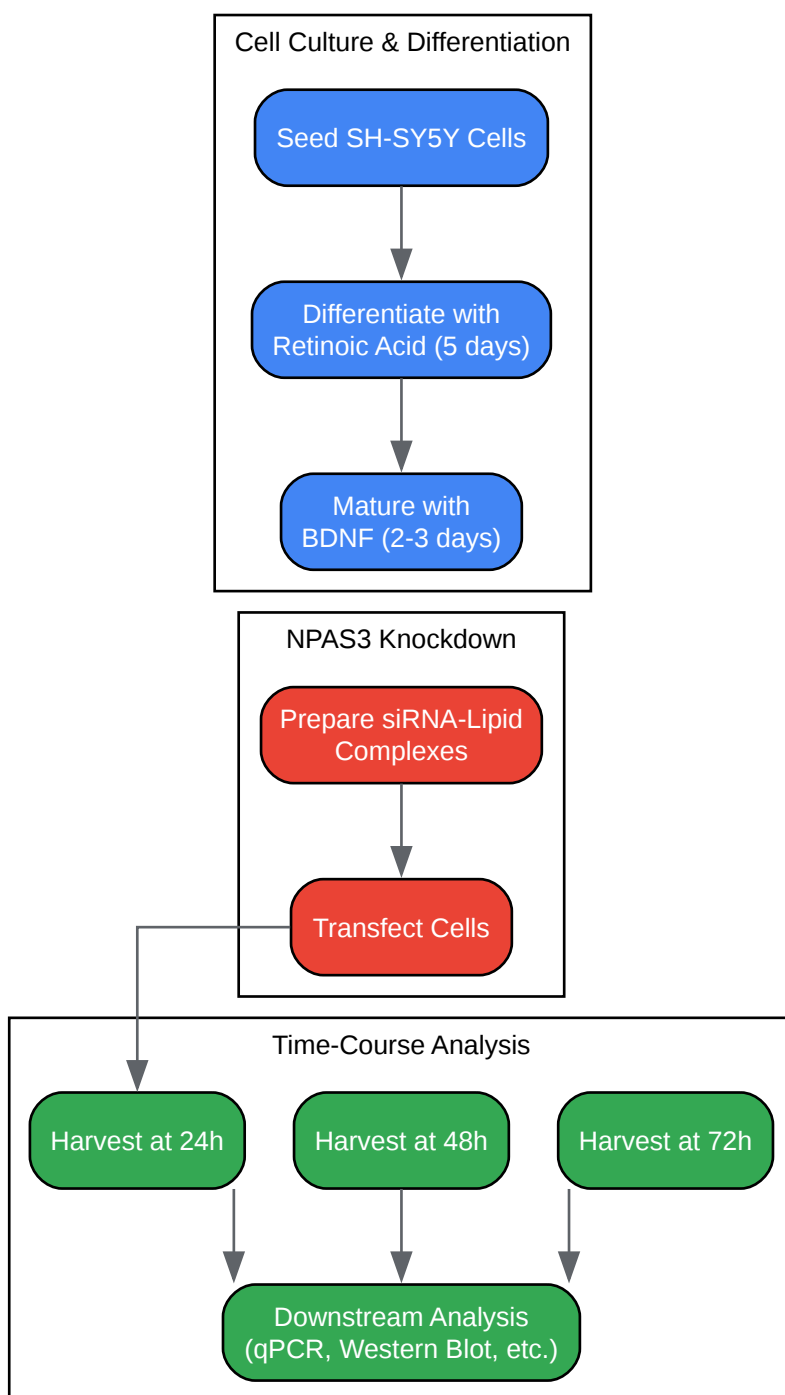 Cell Culture & Differentiation
Seed SH-SY5Y Cells
Differentiate with
Retinoic Acid (5 days)
Mature with
BDNF (2-3 days)
NPAS3 Knockdown
Prepare siRNA-Lipid
Complexes
Transfect Cells
Time-Course Analysis
Harvest at 24h
Harvest at 48h
Harvest at 72h
Downstream Analysis
(qPCR, Western Blot, etc.)